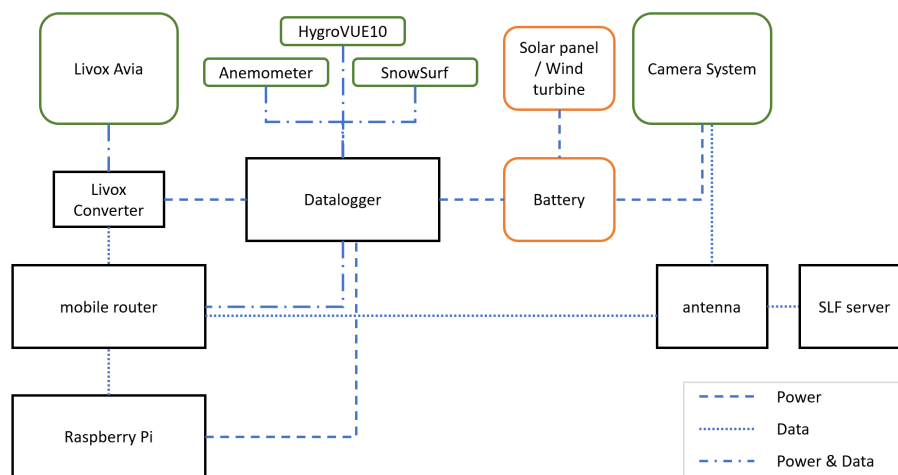 HygroVUE10
Livox Avia
Anemometer
SnowSurf
Solar panel
/ Wind
turbine
Camera System
Livox
Converter
Datalogger
Battery
mobile router
antenna
SLF server
Raspberry Pi
Power
Data
Power & Data